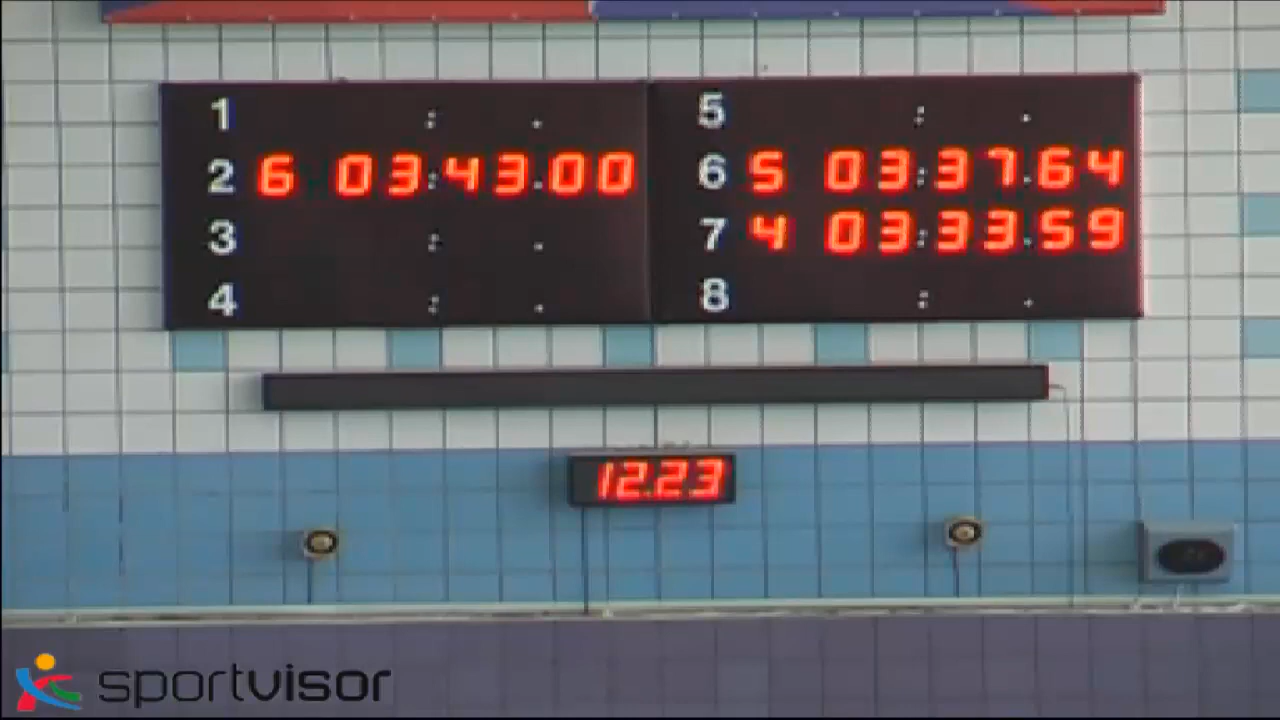 1 : .
2 6 03:43.00
3 : .
4 : .
5 : .
6 5 03:37.64
7 4 03:33.59
8 : .
12.23
sportvisor